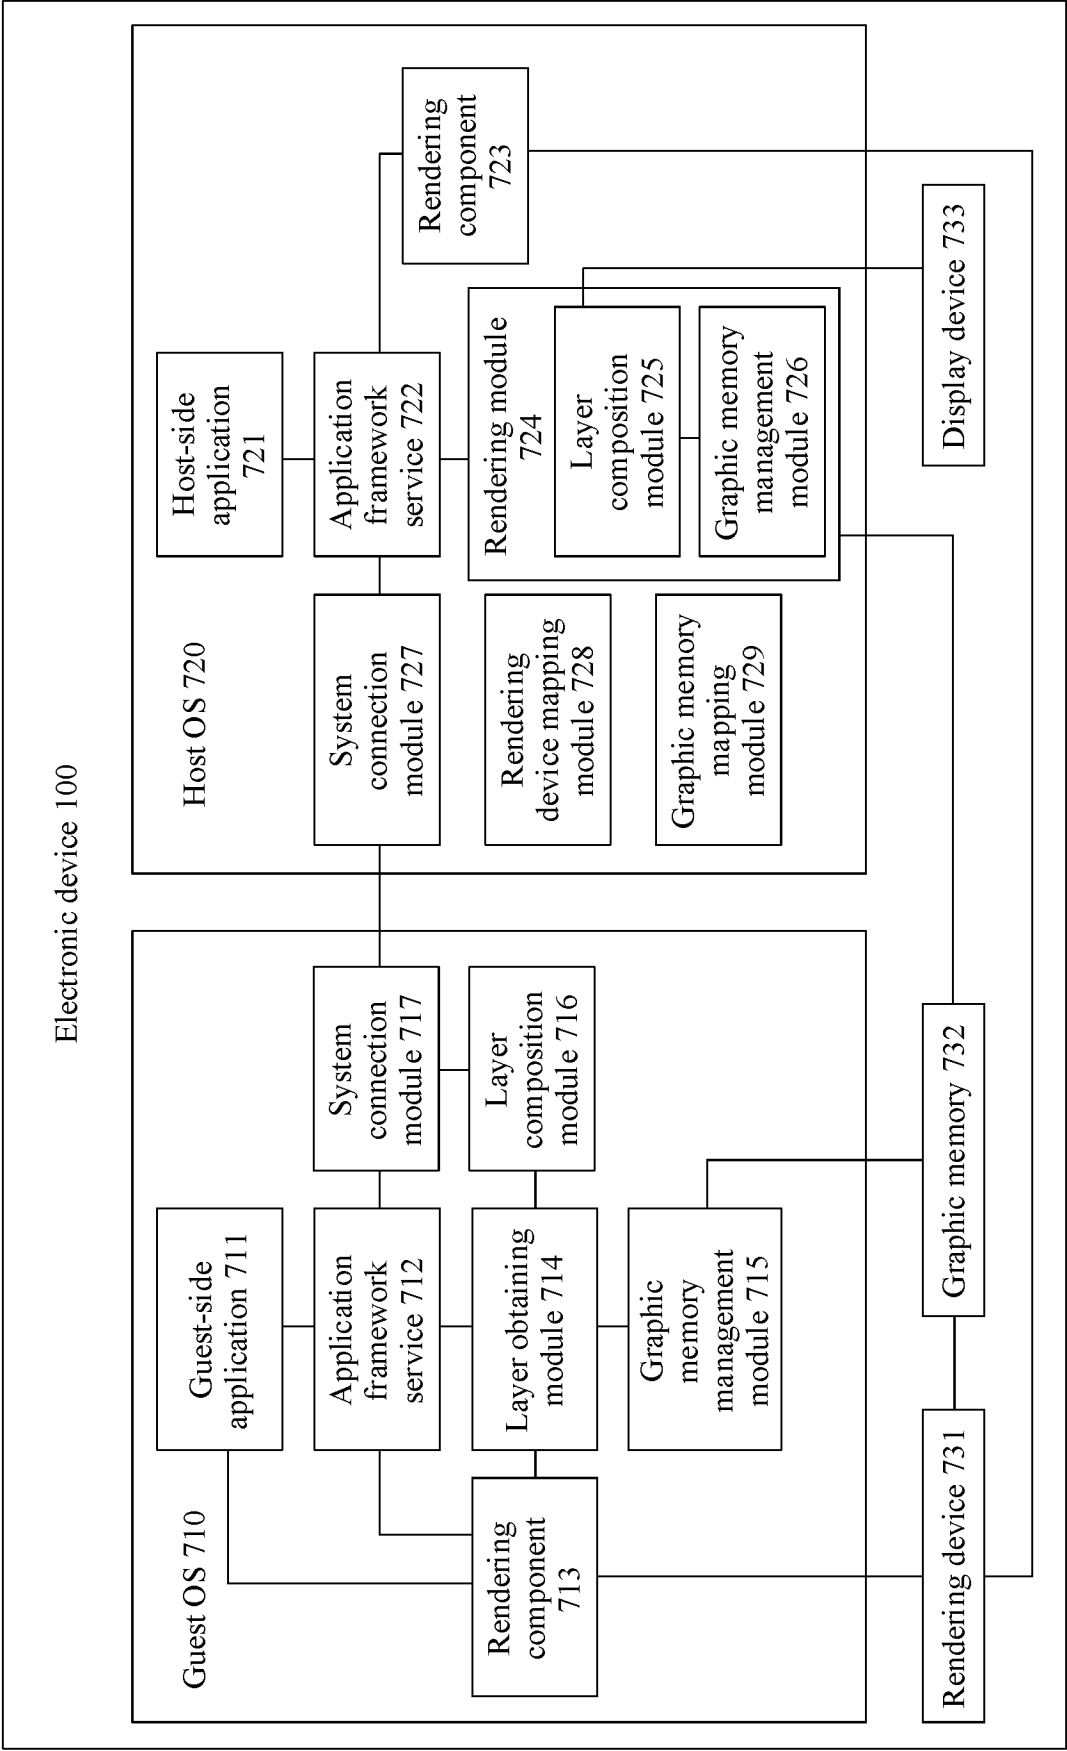 Electronic device 100
Guest OS 710
Guest-side
application 711
Application
framework
service 712
System
connection
module 717
Rendering
component
713
Layer obtaining
module 714
Layer
composition
module 716
Graphic
memory
management
module 715
Host OS 720
Host-side
application
721
System
connection
module 727
Application
framework
service 722
Rendering
component
723
Rendering
device mapping
module 728
Rendering module
724
Layer
composition
module 725
Graphic memory
management
module 726
Graphic memory
mapping
module 729
Rendering device 731
Graphic memory 732
Display device 733